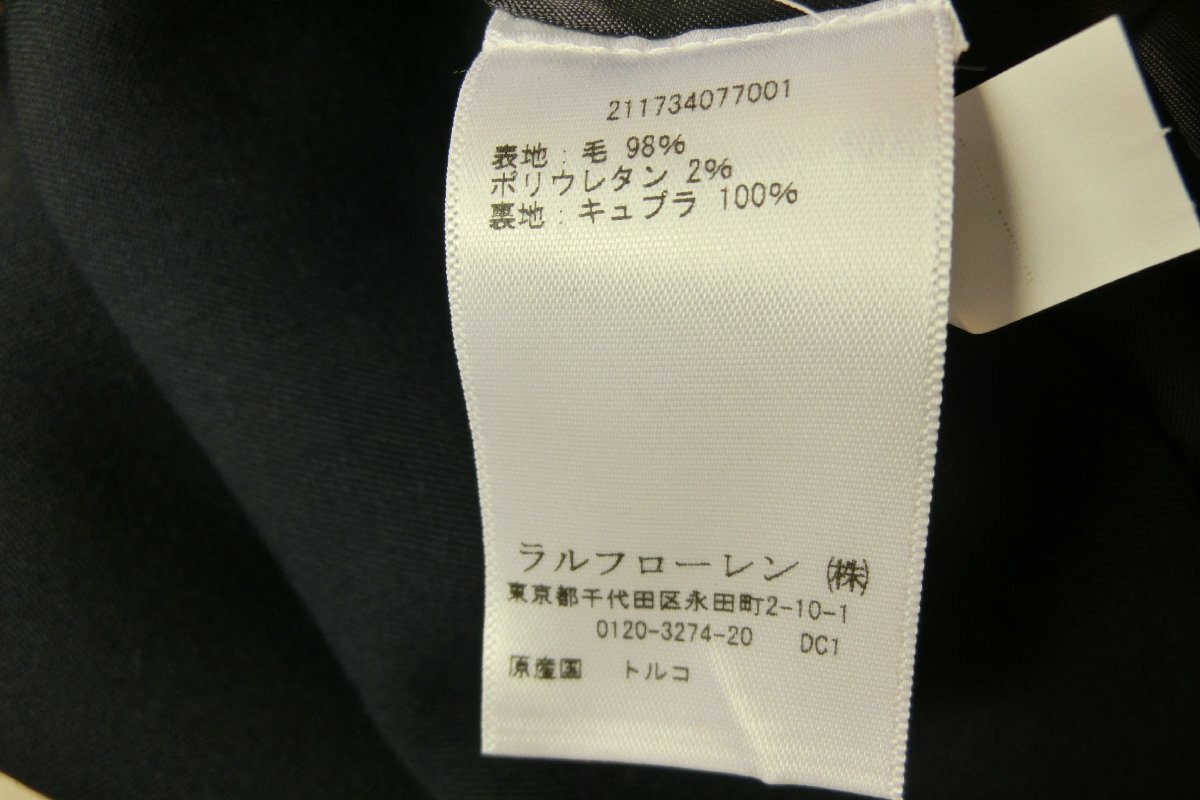 211734077001
表地:毛 98%
ポリウレタン 2%
裏地:キュプラ 100%
ラルフローレン ㈱
東京都千代田区永田町2-10-1
0120-3274-20 DC1
原産国 トルコ